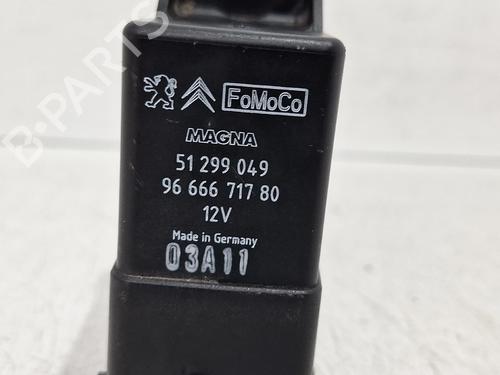 FoMoCo
MAGNA
51 299 049
96 666 717 80
12V
Made in Germany
03A11
B-PARTS